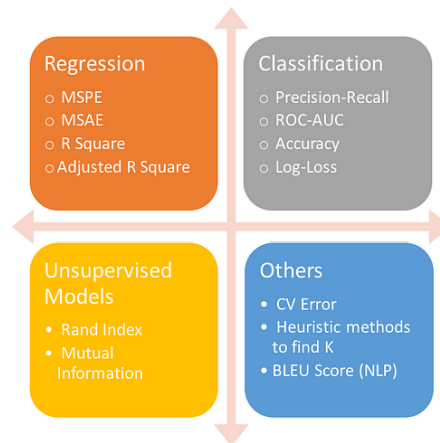 Regression
○ MSPE
○ MSAE
○ R Square
○ Adjusted R Square
Classification
○ Precision-Recall
○ ROC-AUC
○ Accuracy
○ Log-Loss
Unsupervised
Models
• Rand Index
• Mutual
Information
Others
• CV Error
• Heuristic methods
to find K
• BLEU Score (NLP)